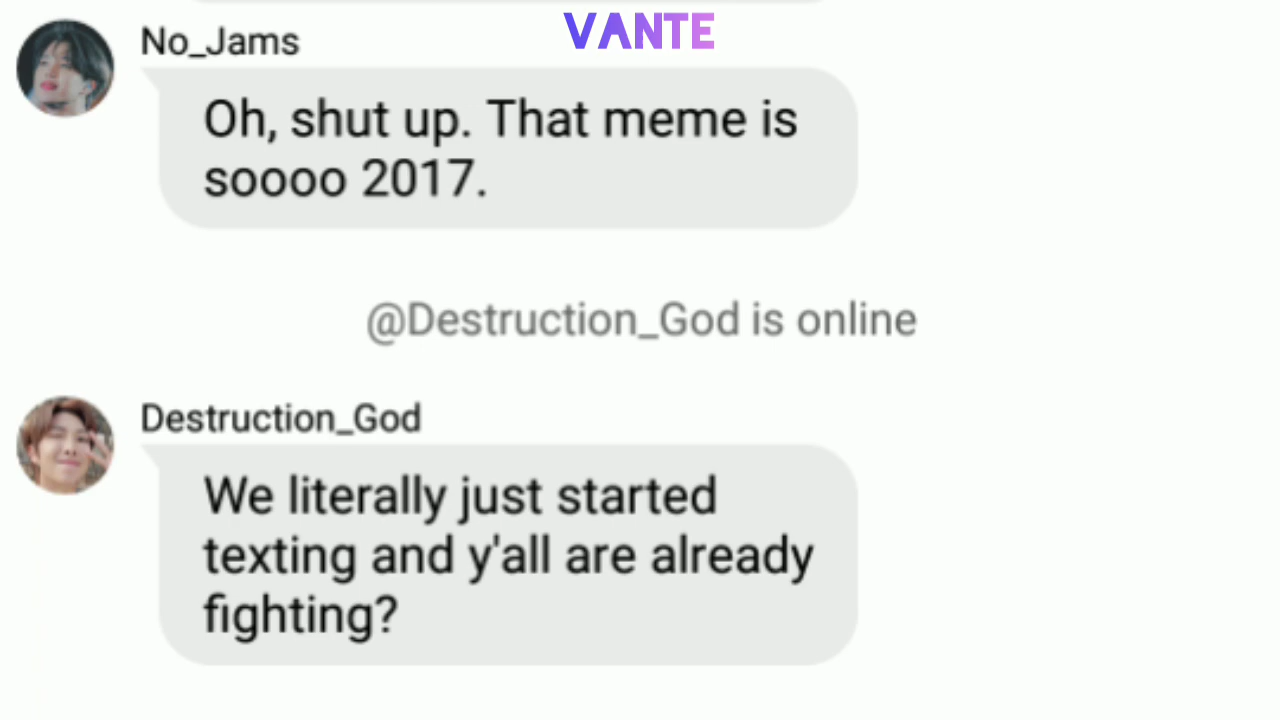 VANTE
No_Jams
Oh, shut up. That meme is
soooo 2017.
@Destruction_God is online
Destruction_God
We literally just started
texting and y'all are already
fighting?